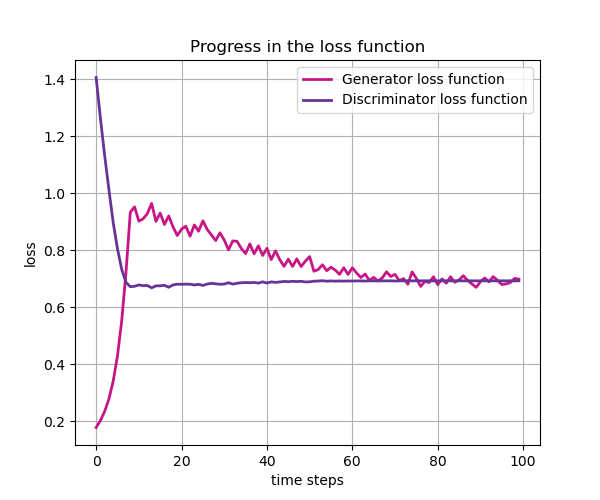 Progress in the loss function
Generator loss function
Discriminator loss function
1.4
1.2
1.0
0.8
0.6
0.4
0.2
loss
0 20 40 60 80 100
time steps